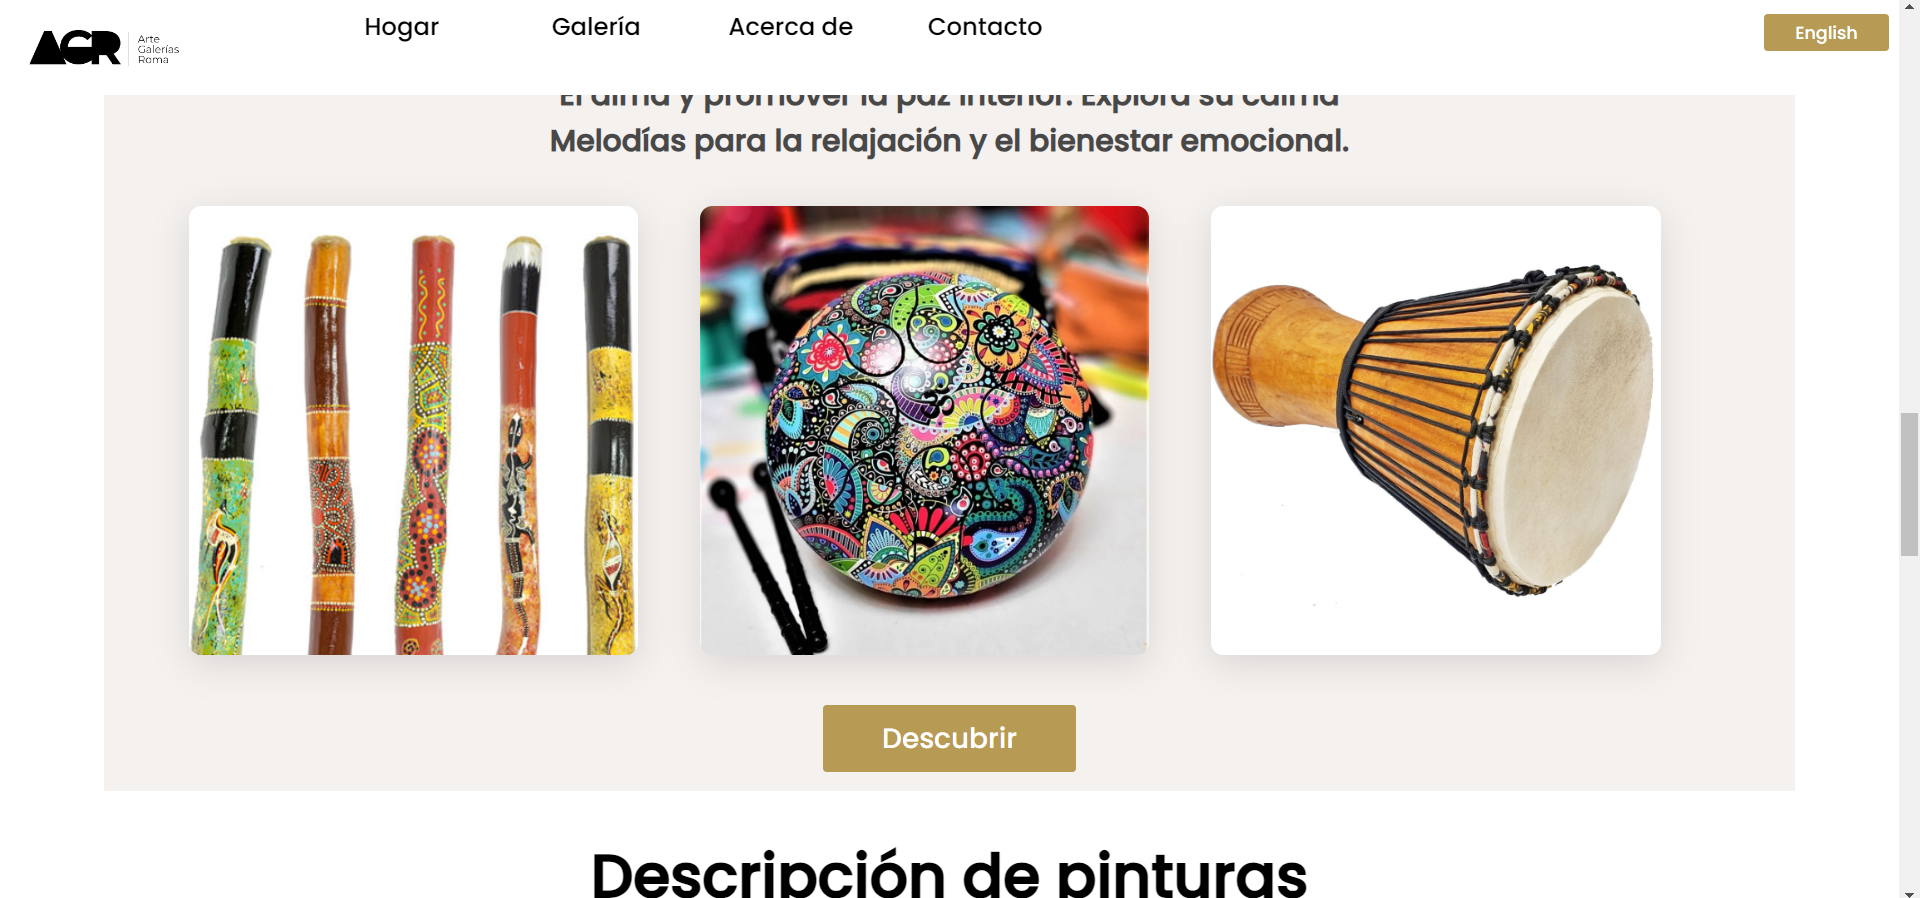 Arte
Galerías
Roma
Hogar
Galería
Acerca de
Contacto
English
El alma y promover la paz interior. Explora su calma
Melodías para la relajación y el bienestar emocional.
Descubrir
Descripción de pinturas